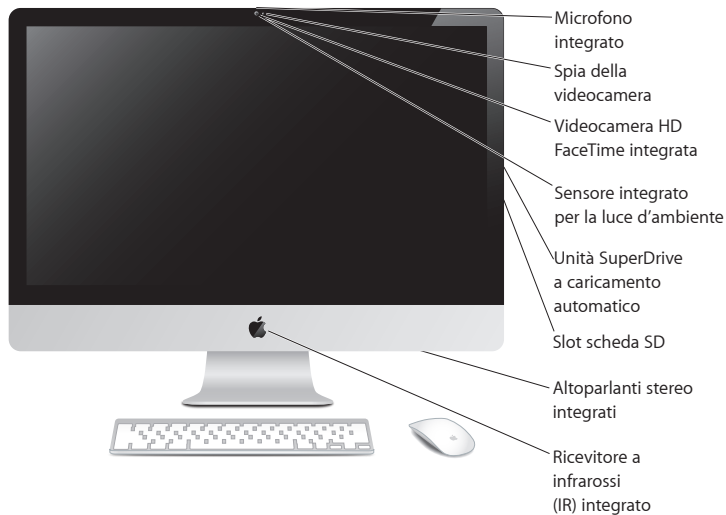 Microfono
integrato
Spia della
videocamera
Videocamera HD
FaceTime integrata
Sensore integrato
per la luce d’ambiente
Unità SuperDrive
a caricamento
automatico
Slot scheda SD
Altoparlanti stereo
integrati
Ricevitore a
infrarossi
(IR) integrato